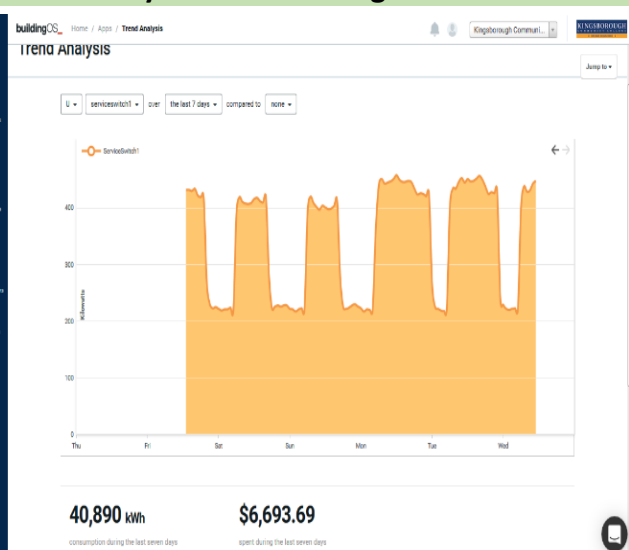 buildingOS_ Home / Apps / Trend Analysis
Kingsborough Communi...
KINGSBOROUGH
Trend Analysis
Jump to
U serviceswitch1 over the last 7 days compared to none
ServiceSwitch1
400
300
200
100
0
Kilowatts
Thu Fri Sat Sun Mon Tue Wed
40,890 kWh $6,693.69
consumption during the last seven days spent during the last seven days